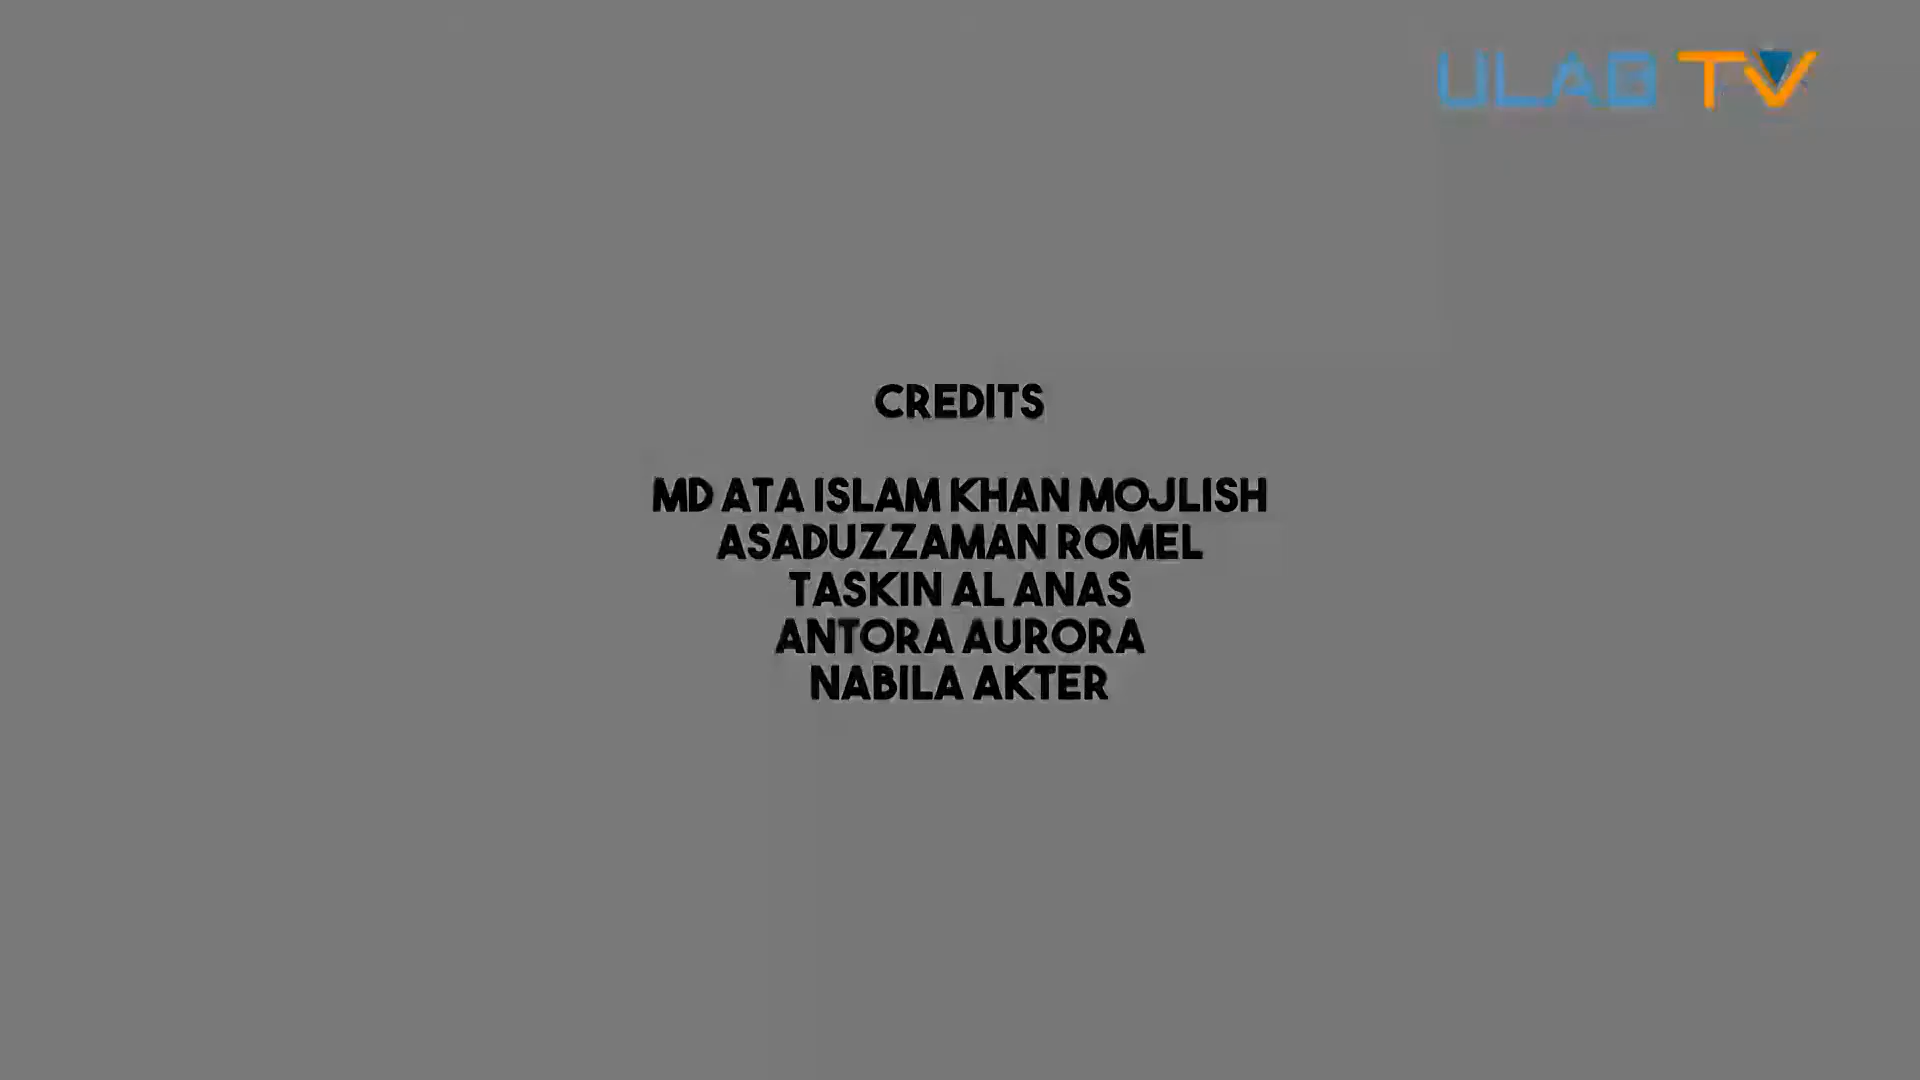 ULAB TV
CREDITS
MD ATA ISLAM KHAN MOJLISH
ASADUZZAMAN ROMEL
TASKIN AL ANAS
ANTORA AURORA
NABILA AKTER